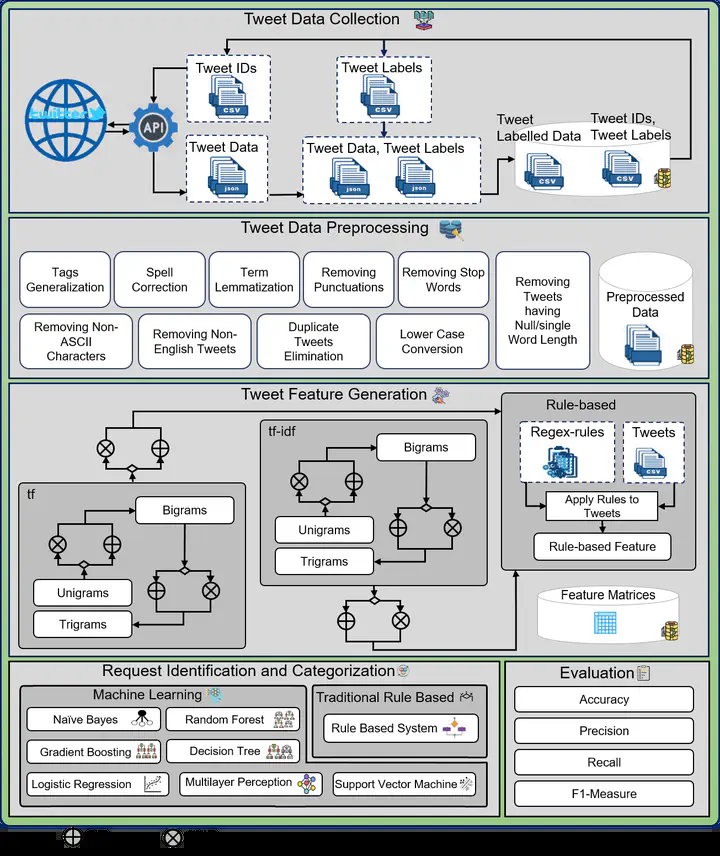 Tweet Data Collection
Tweet IDs
CSV
Tweet Labels
CSV
twitter
API
Tweet Data
json
Tweet Data, Tweet Labels
json
json
Tweet
Labelled Data
CSV
Tweet IDs,
Tweet Labels
CSV
Tweet Data Preprocessing
Tags
Generalization
Spell
Correction
Term
Lemmatization
Removing
Punctuations
Removing Stop
Words
Removing
Tweets
having
Null/single
Word Length
Preprocessed
Data
Removing Non-
ASCII
Characters
Removing Non-
English Tweets
Duplicate
Tweets
Elimination
Lower Case
Conversion
Tweet Feature Generation
tf
Bigrams
Unigrams
Trigrams
tf-idf
Bigrams
Unigrams
Trigrams
Rule-based
Regex-rules
Tweets
CSV
Apply Rules to
Tweets
Rule-based Feature
Feature Matrices
Request Identification and Categorization
Machine Learning
Naïve Bayes
Random Forest
Gradient Boosting
Decision Tree
Logistic Regression
Multilayer Perception
Support Vector Machine
Traditional Rule Based
Rule Based System
Evaluation
Accuracy
Precision
Recall
F1-Measure